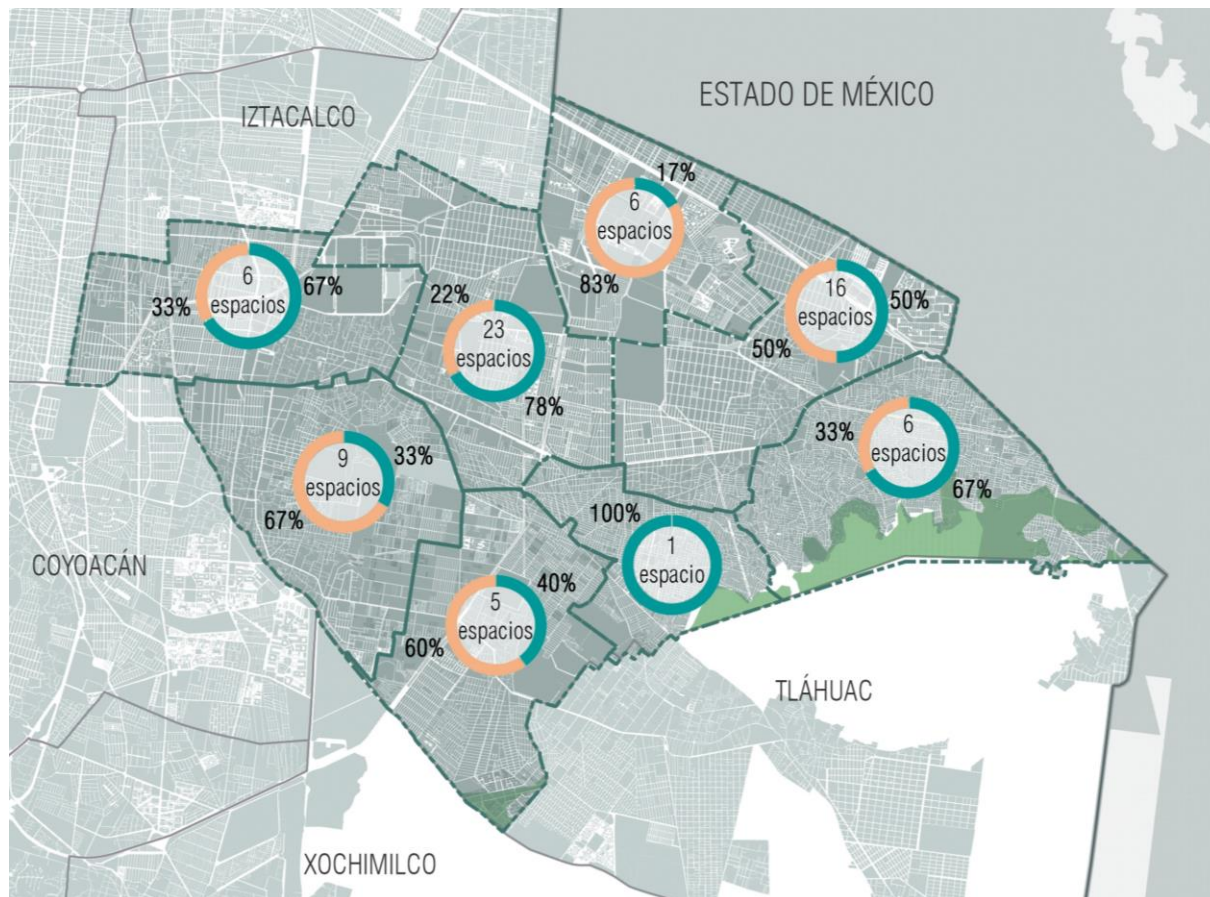 ESTADO DE MÉXICO
IZTACALCO
17%
6
espacios
83%
6
espacios
67%
33%
22%
23
espacios
78%
16
espacios
50%
50%
33%
6
espacios
67%
9
espacios
33%
67%
100%
1
espacio
40%
5
espacios
60%
COYOACÁN
TLÁHUAC
XOCHIMILCO